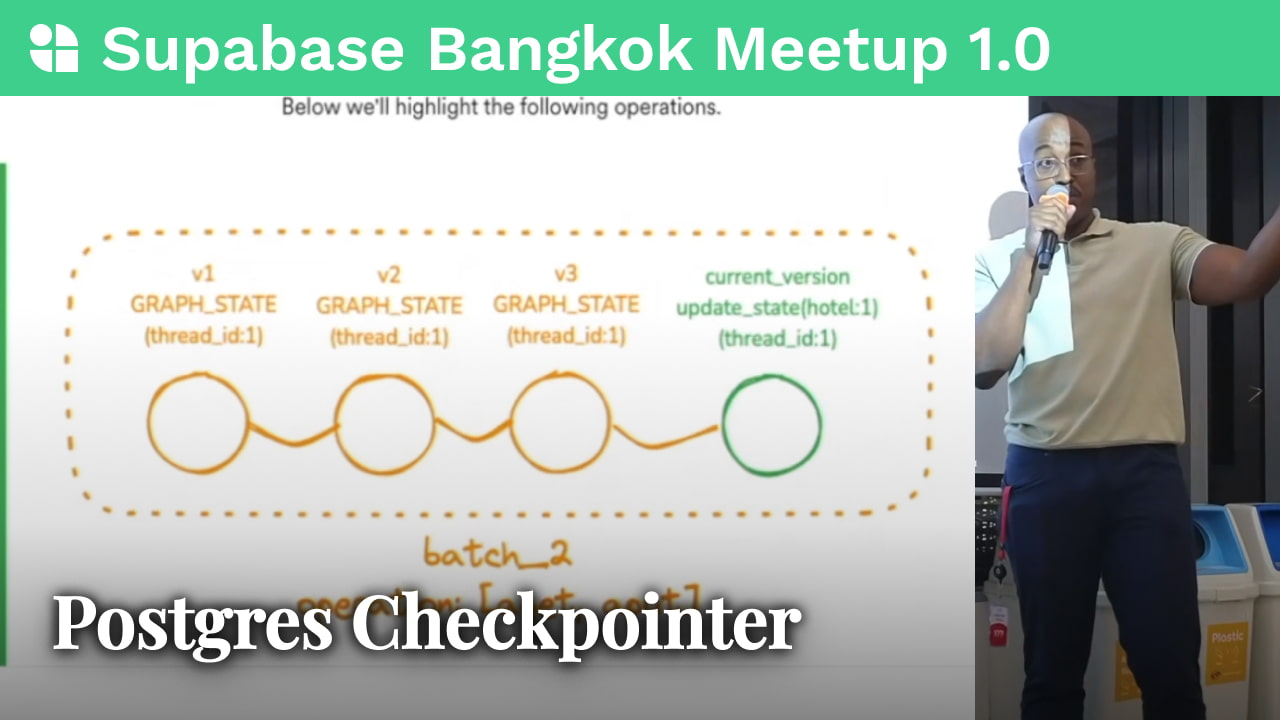 Supabase Bangkok Meetup 1.0
Below we'll highlight the following operations.
v1
GRAPH_STATE
(thread_id:1)
v2
GRAPH_STATE
(thread_id:1)
v3
GRAPH_STATE
(thread_id:1)
current_version
update_state(hotel:1)
(thread_id:1)
batch_2
Postgres Checkpointer
Plastic